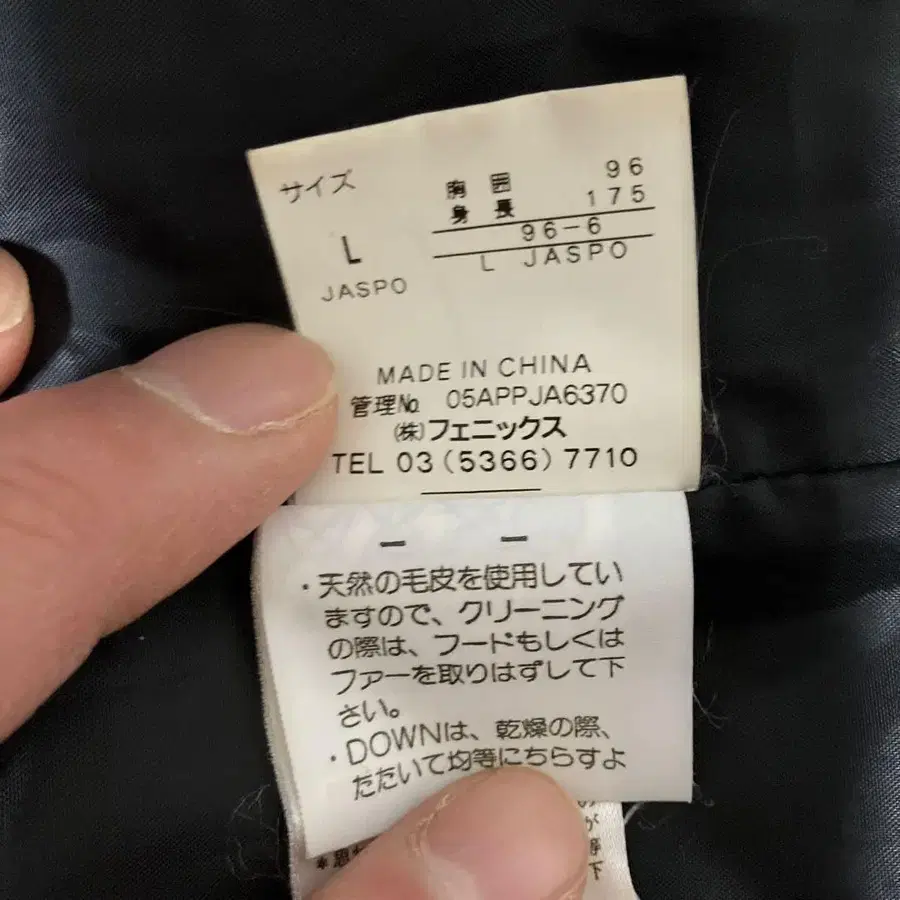 サイズ
胸 囲 96
身 長 175
L
96-6
L JASPO
JASPO
MADE IN CHINA
管理№ 05APPJA6370
㈱フェニックス
TEL 03(5366)7710
・天然の毛皮を使用してい
ますので、クリーニング
の際は、フードもしくは
ファーを取りはずして下
さい。
・DOWNは、乾燥の際、
たたいて均等にちらすよ